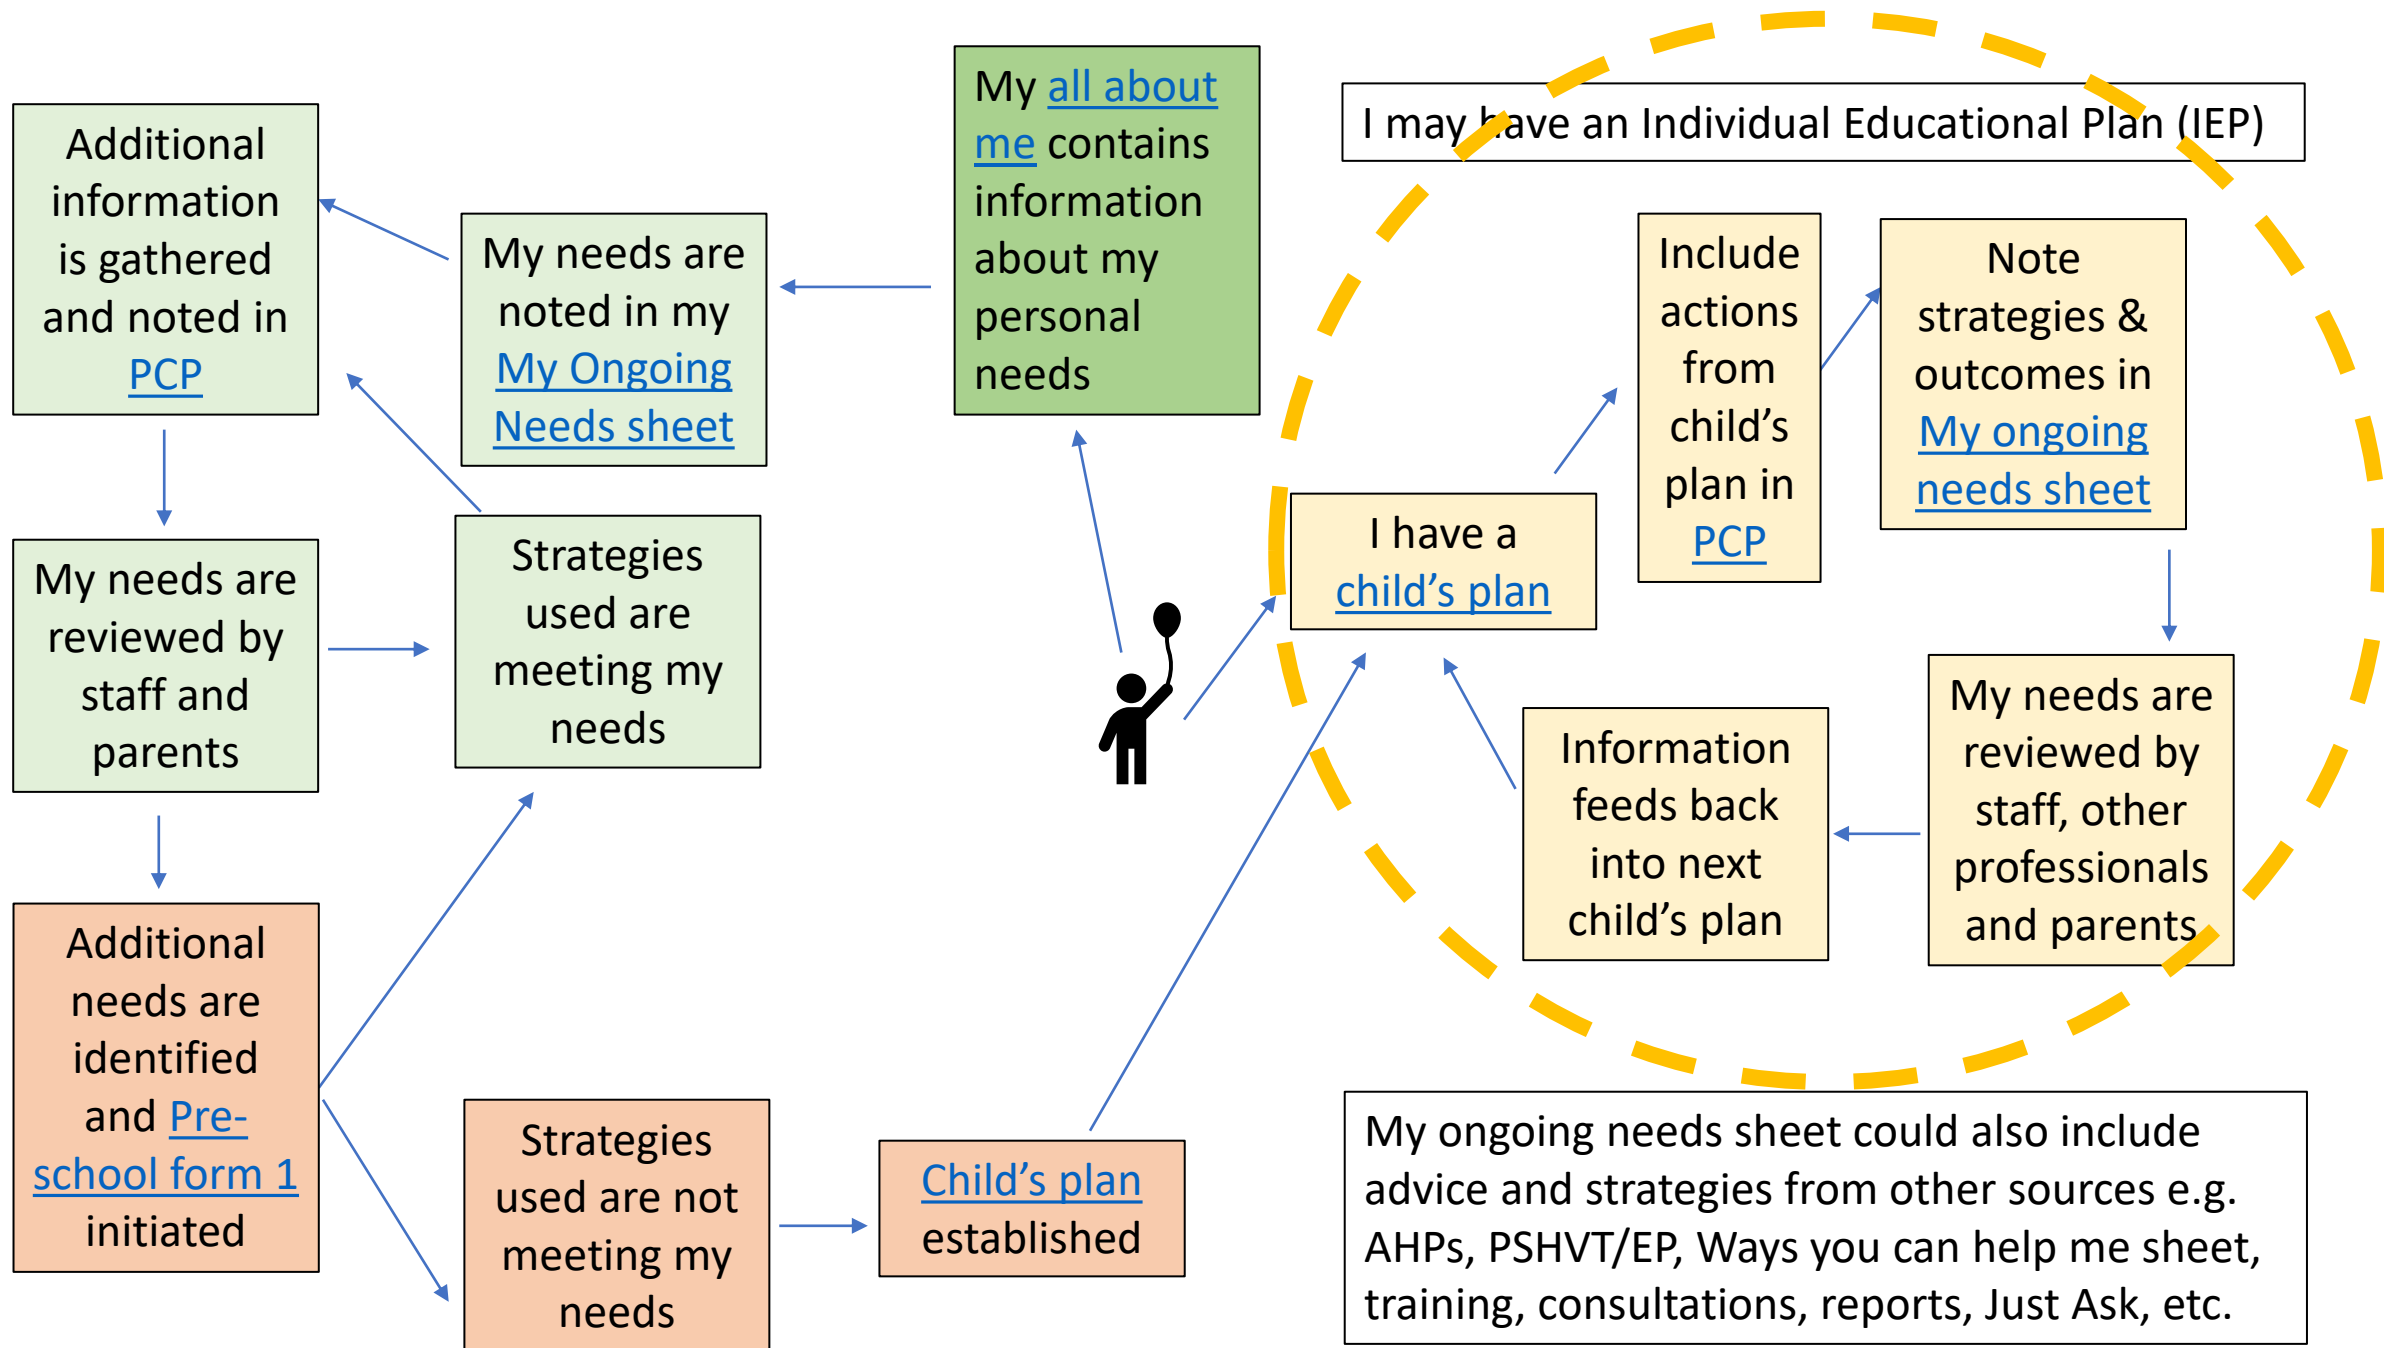 Additional
information
is gathered
and noted in
PCP
My needs are
noted in my
My Ongoing
Needs sheet
My all about
me contains
information
about my
personal
needs
My needs are
reviewed by
staff and
parents
Strategies
used are
meeting my
needs
Additional
needs are
identified
and Pre-
school form 1
initiated
Strategies
used are not
meeting my
needs
Child’s plan
established
I may have an Individual Educational Plan (IEP)
I have a
child’s plan
Include
actions
from
child’s
plan in
PCP
Note
strategies &
outcomes in
My ongoing
needs sheet
My needs are
reviewed by
staff, other
professionals
and parents
Information
feeds back
into next
child’s plan
My ongoing needs sheet could also include
advice and strategies from other sources e.g.
AHPs, PSHVT/EP, Ways you can help me sheet,
training, consultations, reports, Just Ask, etc.